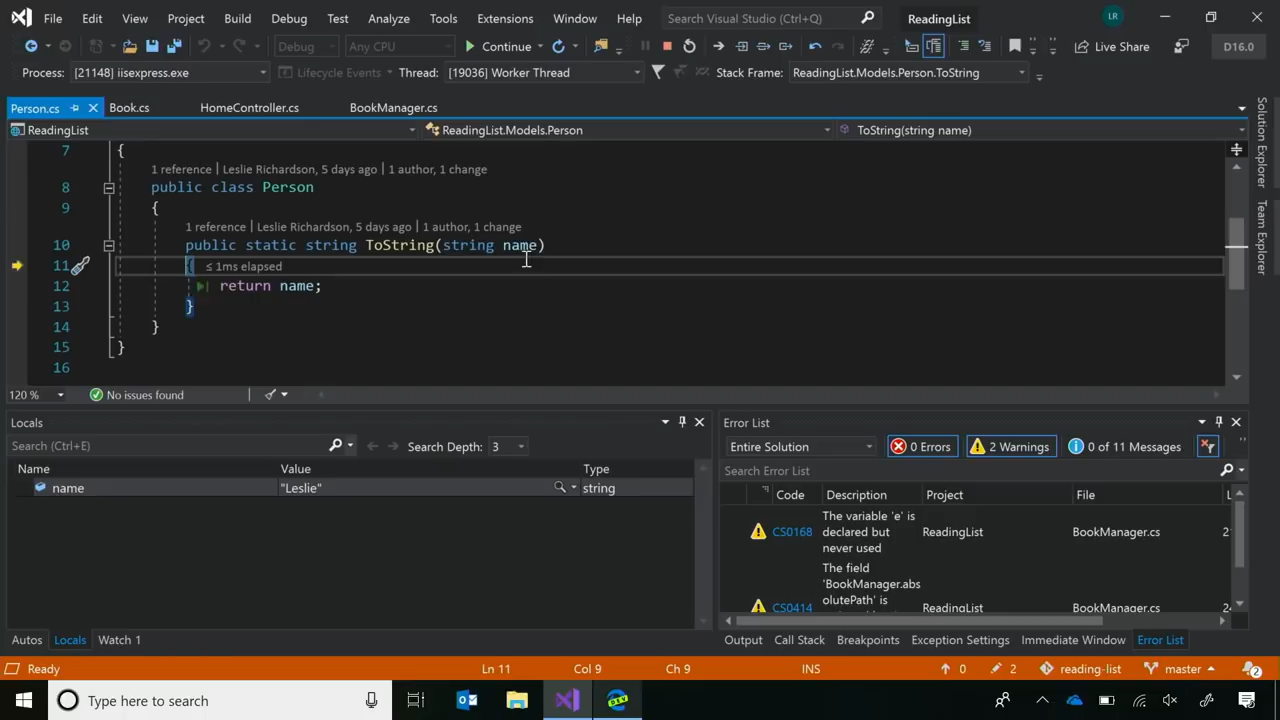 File Edit View Project Build Debug Test Analyze Tools Extensions Window Help Search Visual Studio (Ctrl+Q) ReadingList LR
Debug Any CPU Continue Live Share D16.0
Process: [21148] iisexpress.exe Lifecycle Events Thread: [19036] Worker Thread Stack Frame: ReadingList.Models.Person.ToString
Person.cs Book.cs HomeController.cs BookManager.cs
ReadingList ReadingList.Models.Person ToString(string name)
7 {
1 reference | Leslie Richardson, 5 days ago | 1 author, 1 change
8 public class Person
9 {
1 reference | Leslie Richardson, 5 days ago | 1 author, 1 change
10 public static string ToString(string name)
11 { ≤ 1ms elapsed
12 return name;
13 }
14 }
15 }
16
120 % No issues found
Solution Explorer
Team Explorer
Locals
Search (Ctrl+E) Search Depth: 3
Name Value Type
name "Leslie" string
Autos Locals Watch 1
Error List
Entire Solution 0 Errors 2 Warnings 0 of 11 Messages
Search Error List
Code Description Project File L
CS0168 The variable 'e' is declared but never used ReadingList BookManager.cs 2
The field 'BookManager.abs
olutePath' is
CS0414 ReadingList BookManager.cs 24
Output Call Stack Breakpoints Exception Settings Immediate Window Error List
Ready Ln 11 Col 9 Ch 9 INS 0 2 reading-list master 2
Type here to search